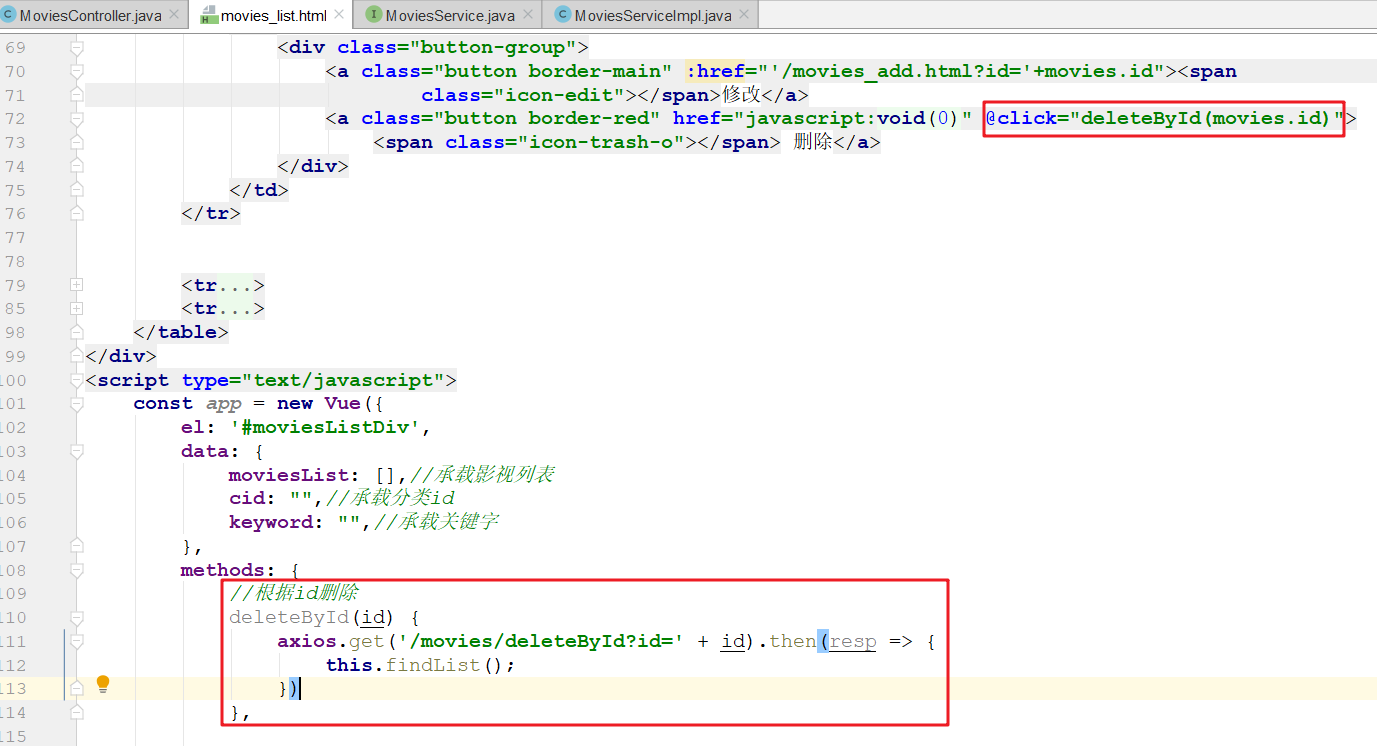 MoviesController.java movies_list.html MoviesService.java MoviesServiceImpl.java
69 <div class="button-group">
70 <a class="button border-main" :href="'/movies_add.html?id='+movies.id"><span
71 class="icon-edit"></span>修改</a>
72 <a class="button border-red" href="javascript:void(0)" @click="deleteById(movies.id)">
73 <span class="icon-trash-o"></span> 删除</a>
74 </div>
75 </td>
76 </tr>
77
78
79 <tr...>
85 <tr...>
98 </table>
99 </div>
100 <script type="text/javascript">
101 const app = new Vue({
102 el: '#moviesListDiv',
103 data: {
104 moviesList: [],//承载影视列表
105 cid: "",//承载分类id
106 keyword: "",//承载关键字
107 },
108 methods: {
109 //根据id删除
110 deleteById(id) {
111 axios.get('/movies/deleteById?id=' + id).then(resp => {
112 this.findList();
113 })
114 },
115